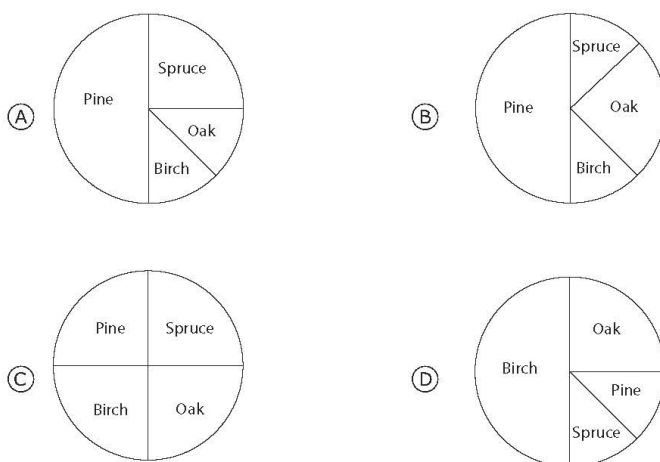 Spruce
Pine
A
Oak
Birch
Spruce
Pine
B
Oak
Birch
Pine
Spruce
C
Birch
Oak
Oak
Birch
D
Pine
Spruce